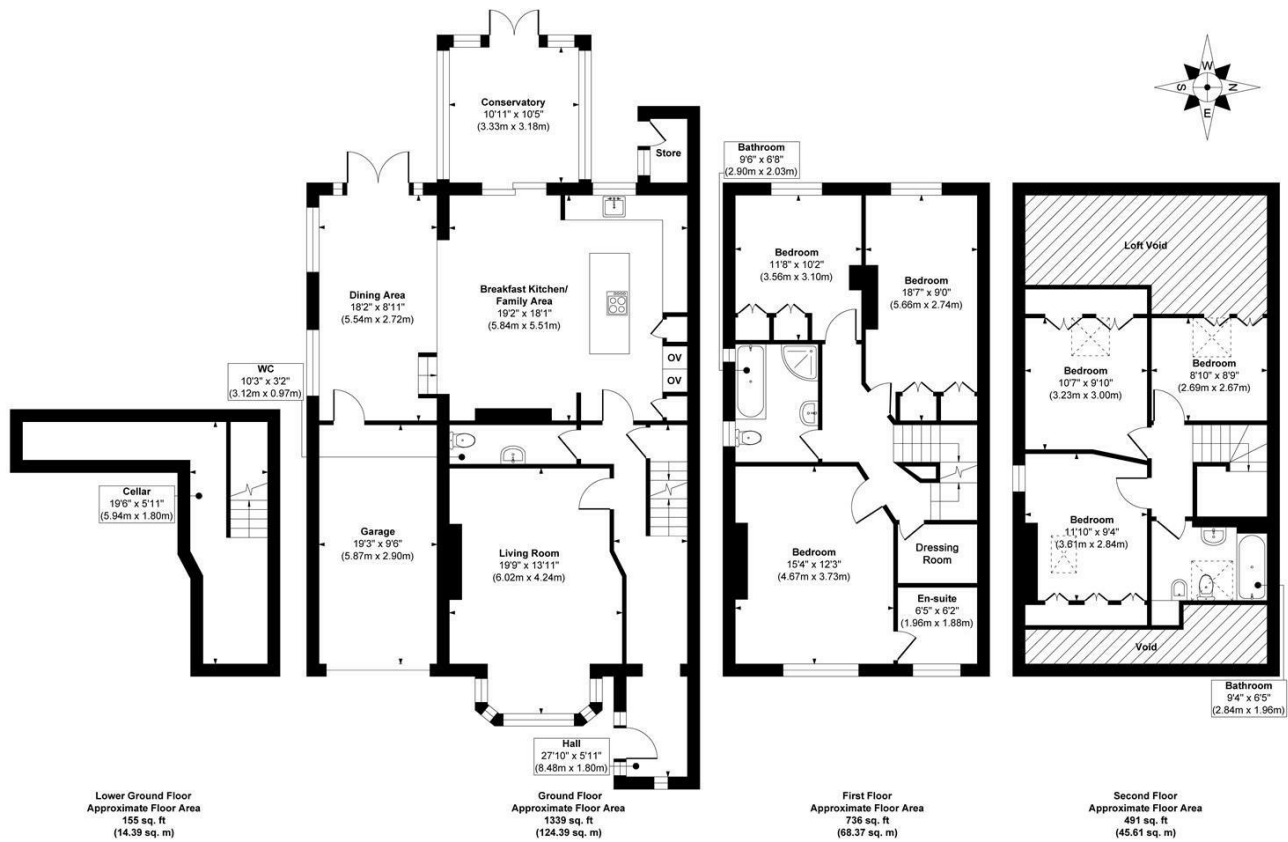 Conservatory
10'11" x 10'5"
(3.33m x 3.18m)
Store
W
S
N
E
Bathroom
9'6" x 6'8"
(2.90m x 2.03m)
Dining Area
18'2" x 8'11"
(5.54m x 2.72m)
Breakfast Kitchen/
Family Area
19'2" x 18'1"
(5.84m x 5.51m)
OV
OV
WC
10'3" x 3'2"
(3.12m x 0.97m)
Bedroom
11'8" x 10'2"
(3.56m x 3.10m)
Bedroom
18'7" x 9'0"
(5.66m x 2.74m)
Loft Void
Bedroom
10'7" x 9'10"
(3.23m x 3.00m)
Bedroom
8'10" x 8'9"
(2.69m x 2.67m)
Cellar
19'6" x 5'11"
(5.94m x 1.80m)
Garage
19'3" x 9'6"
(5.87m x 2.90m)
Living Room
19'9" x 13'11"
(6.02m x 4.24m)
Bedroom
15'4" x 12'3"
(4.67m x 3.73m)
Dressing
Room
En-suite
6'5" x 6'2"
(1.96m x 1.88m)
Bedroom
11'10" x 9'4"
(3.61m x 2.84m)
Void
Bathroom
9'4" x 6'5"
(2.84m x 1.96m)
Hall
27'10" x 5'11"
(8.48m x 1.80m)
Lower Ground Floor
Approximate Floor Area
155 sq. ft
(14.39 sq. m)
Ground Floor
Approximate Floor Area
1339 sq. ft
(124.39 sq. m)
First Floor
Approximate Floor Area
736 sq. ft
(68.37 sq. m)
Second Floor
Approximate Floor Area
491 sq. ft
(45.61 sq. m)